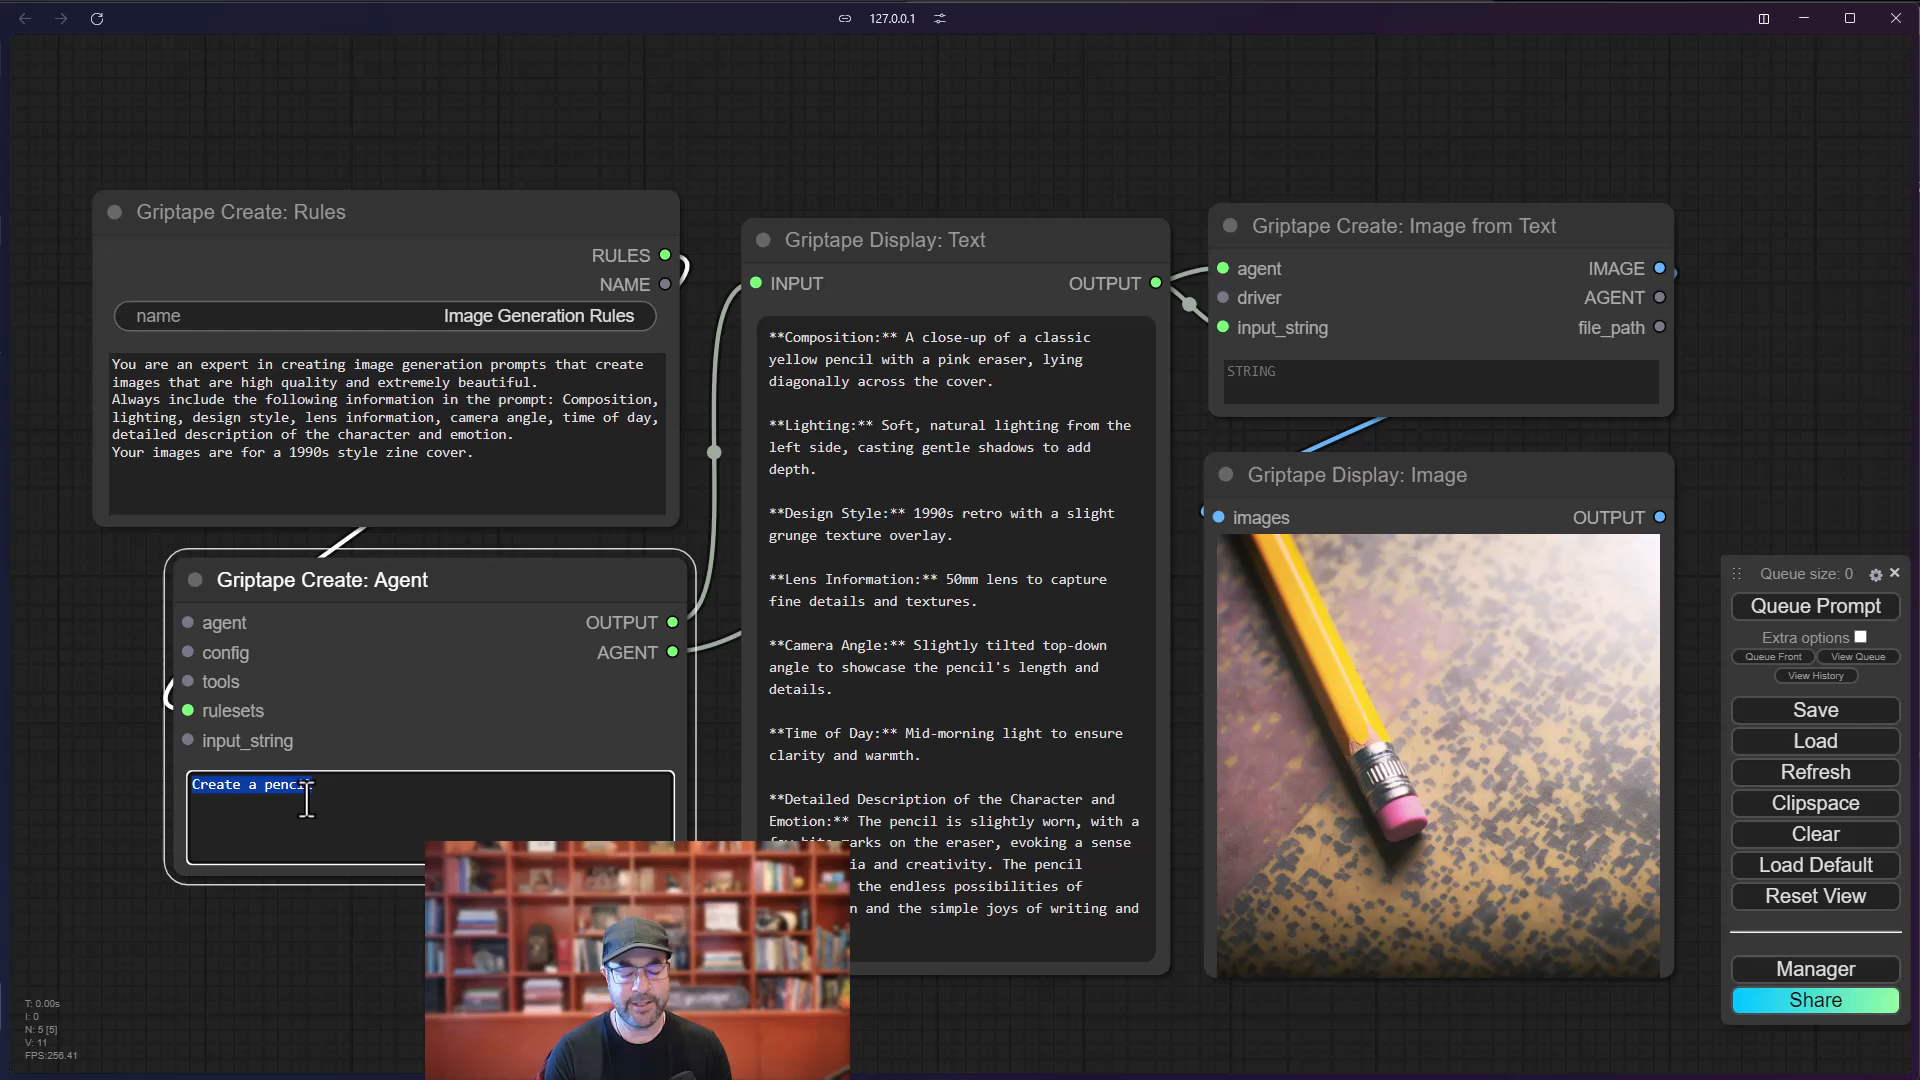 127.0.0.1
Griptape Create: Rules
RULES
NAME
name Image Generation Rules
You are an expert in creating image generation prompts that create
images that are high quality and extremely beautiful.
Always include the following information in the prompt: Composition,
lighting, design style, lens information, camera angle, time of day,
detailed description of the character and emotion.
Your images are for a 1990s style zine cover.
Griptape Create: Agent
agent OUTPUT
config AGENT
tools
rulesets
input_string
Create a pencil
Griptape Display: Text
INPUT OUTPUT
**Composition:** A close-up of a classic
yellow pencil with a pink eraser, lying
diagonally across the cover.
**Lighting:** Soft, natural lighting from the
left side, casting gentle shadows to add
depth.
**Design Style:** 1990s retro with a slight
grunge texture overlay.
**Lens Information:** 50mm lens to capture
fine details and textures.
**Camera Angle:** Slightly tilted top-down
angle to showcase the pencil's length and
details.
**Time of Day:** Mid-morning light to ensure
clarity and warmth.
**Detailed Description of the Character and
Emotion:** The pencil is slightly worn, with a
few bite marks on the eraser, evoking a sense
ia and creativity. The pencil
the endless possibilities of
n and the simple joys of writing and
Griptape Create: Image from Text
agent IMAGE
driver AGENT
input_string file_path
STRING
Griptape Display: Image
images OUTPUT
Queue size: 0
Queue Prompt
Extra options
Queue Front View Queue
View History
Save
Load
Refresh
Clipspace
Clear
Load Default
Reset View
Manager
Share
T: 0.00s
I: 0
N: 5 [5]
V: 11
FPS:256.41